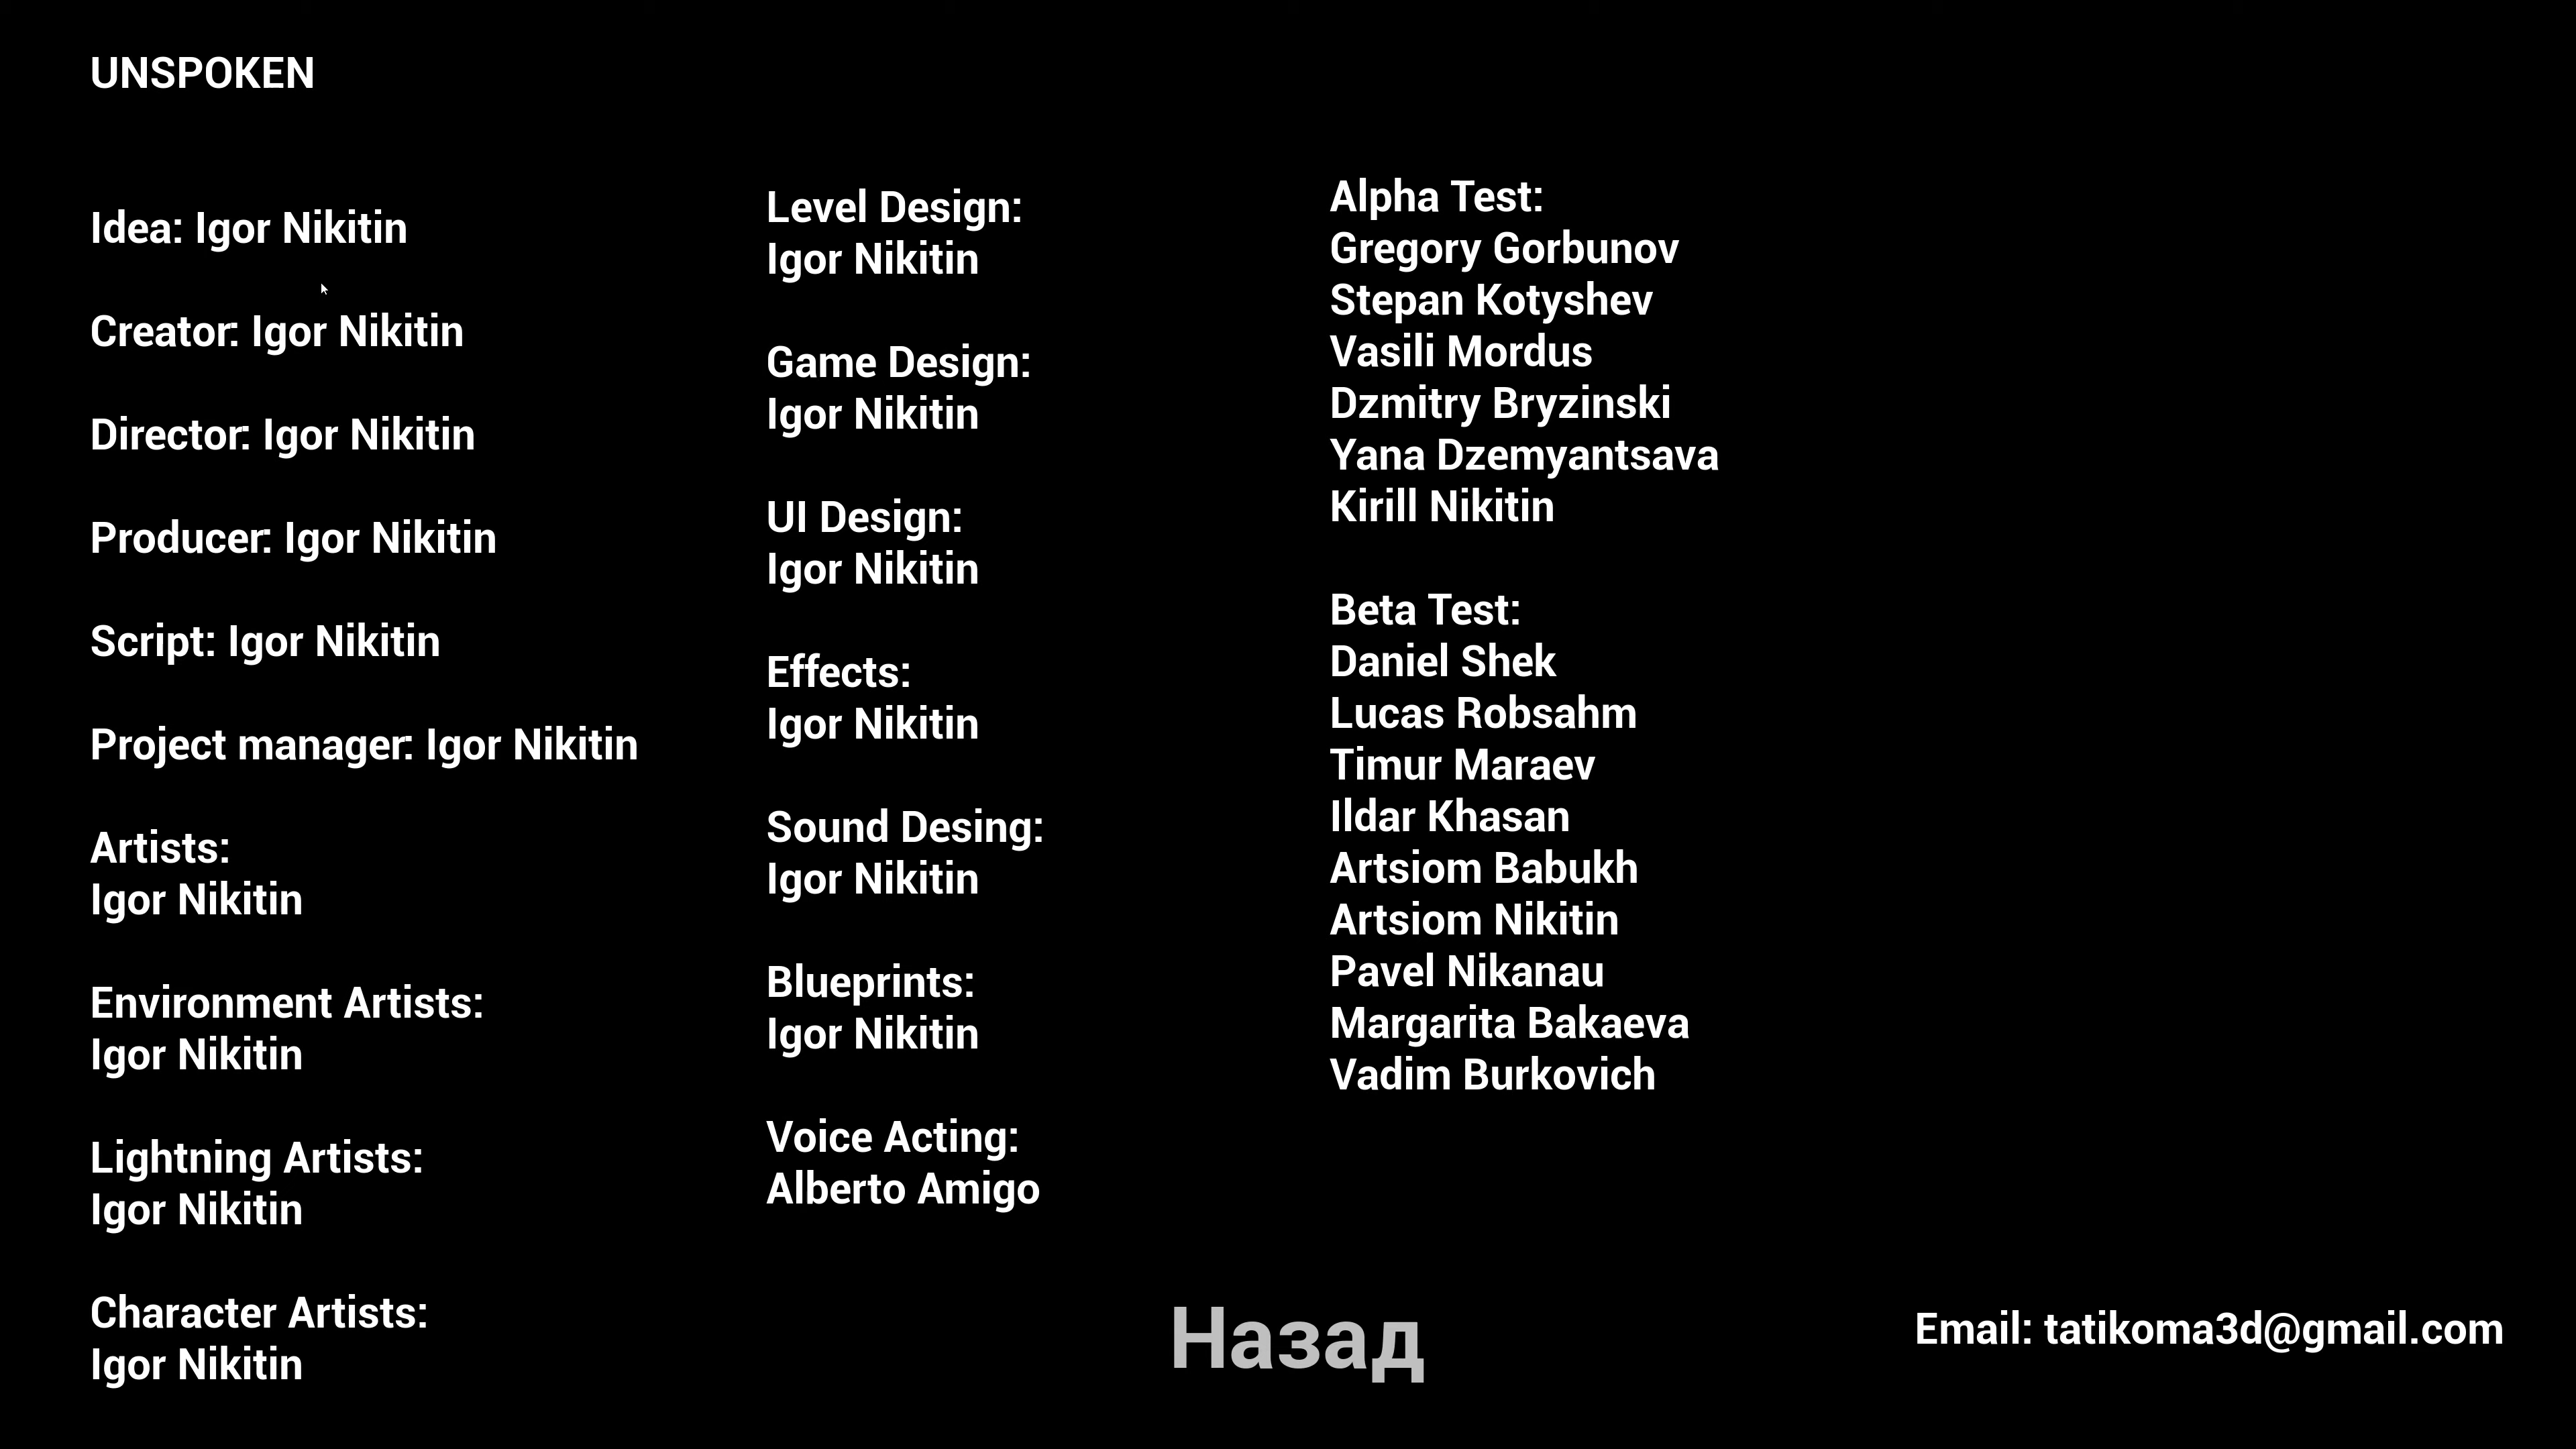 UNSPOKEN
Idea: Igor Nikitin
Creator: Igor Nikitin
Director: Igor Nikitin
Producer: Igor Nikitin
Script: Igor Nikitin
Project manager: Igor Nikitin
Artists:
Igor Nikitin
Environment Artists:
Igor Nikitin
Lightning Artists:
Igor Nikitin
Character Artists:
Igor Nikitin
Level Design:
Igor Nikitin
Game Design:
Igor Nikitin
UI Design:
Igor Nikitin
Effects:
Igor Nikitin
Sound Desing:
Igor Nikitin
Blueprints:
Igor Nikitin
Voice Acting:
Alberto Amigo
Alpha Test:
Gregory Gorbunov
Stepan Kotyshev
Vasili Mordus
Dzmitry Bryzinski
Yana Dzemyantsava
Kirill Nikitin
Beta Test:
Daniel Shek
Lucas Robsahm
Timur Maraev
Ildar Khasan
Artsiom Babukh
Artsiom Nikitin
Pavel Nikanau
Margarita Bakaeva
Vadim Burkovich
Назад
Email: tatikoma3d@gmail.com